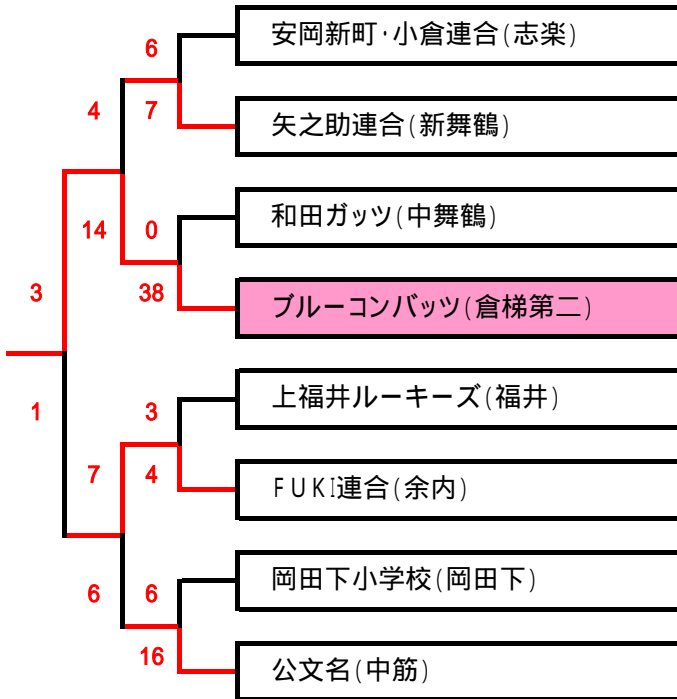 6
安岡新町・小倉連合(志楽)
4
7
矢之助連合(新舞鶴)
14
0
和田ガッツ(中舞鶴)
3
38
ブルーコンバッツ(倉梯第二)
1
3
上福井ルーキーズ(福井)
7
4
FUKI連合(余内)
6
6
岡田下小学校(岡田下)
16
公文名(中筋)